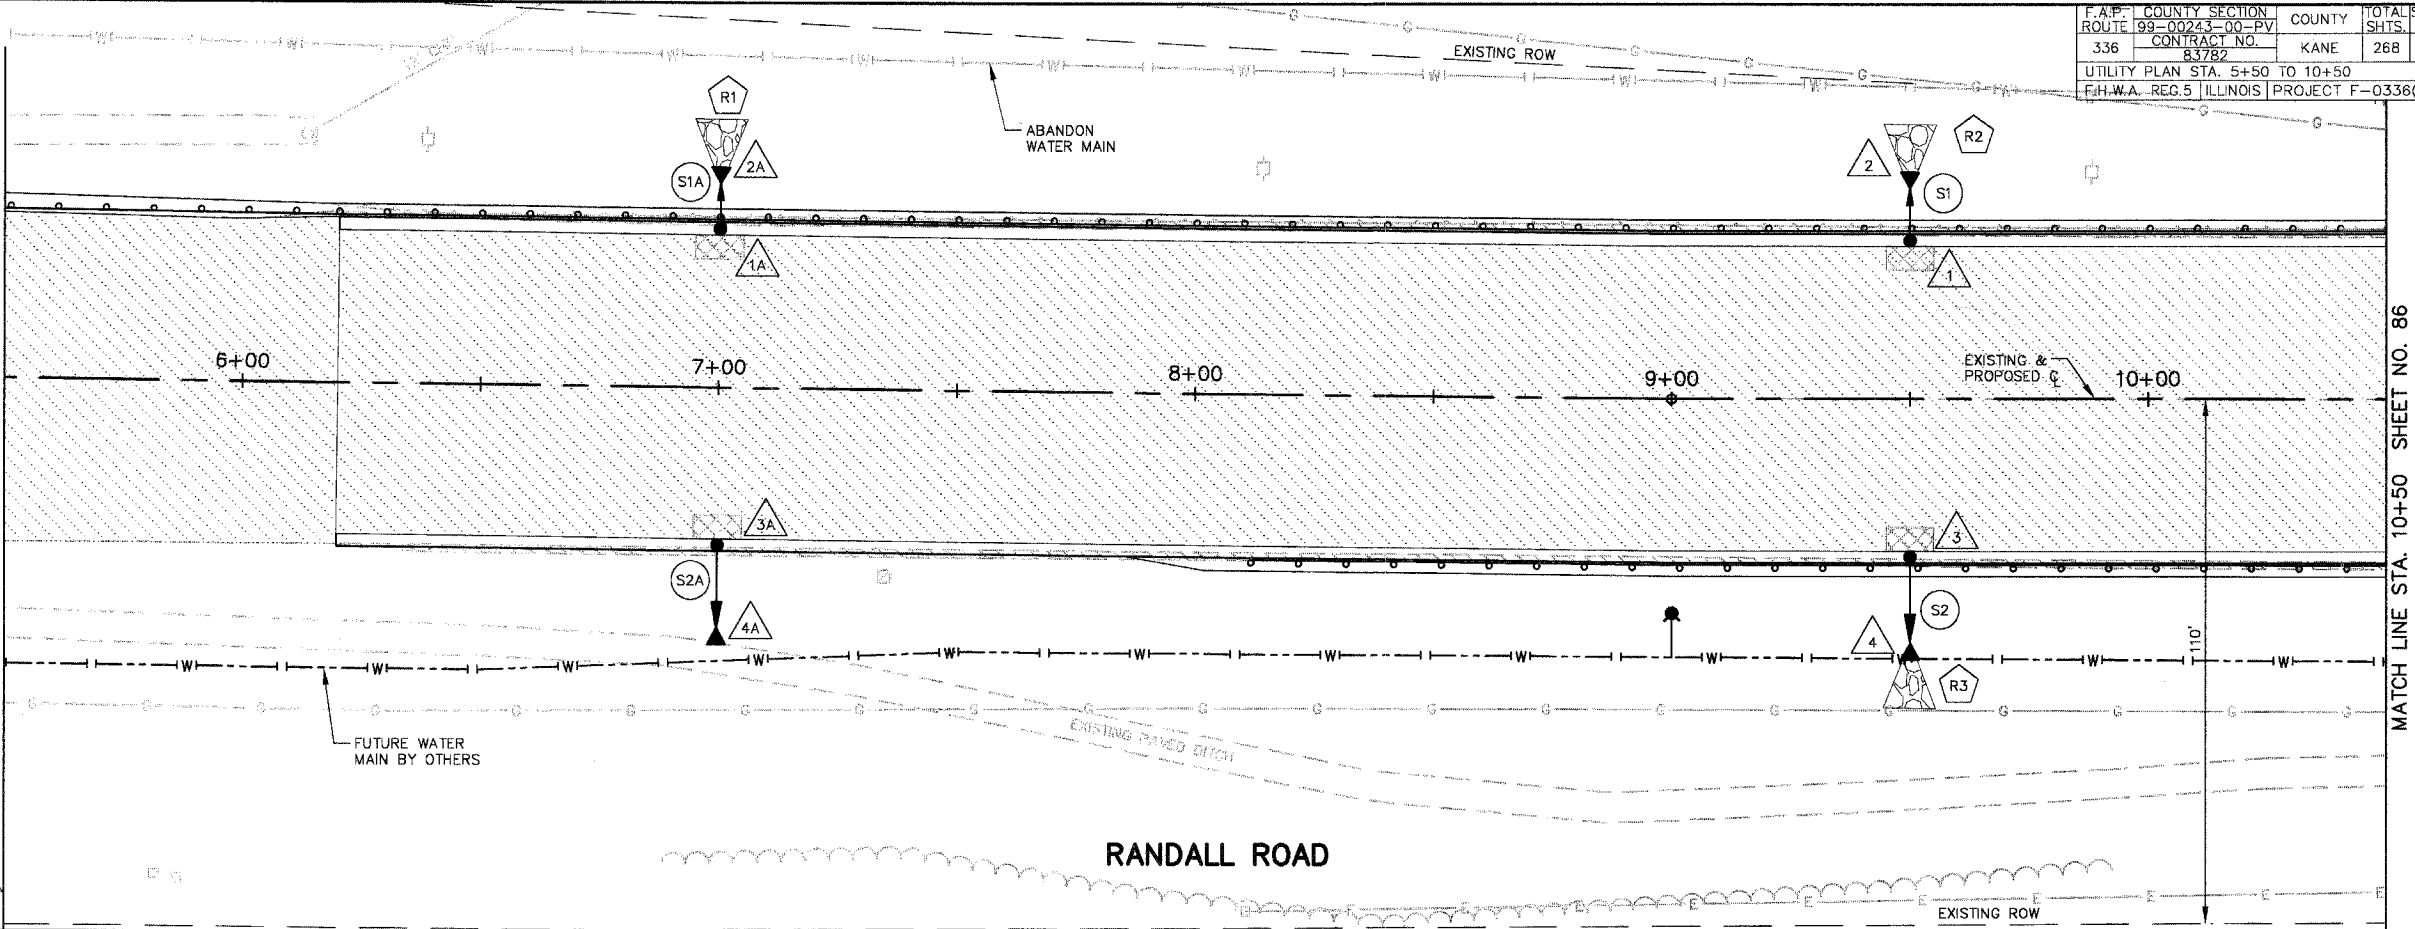 F.A.P. ROUTE
COUNTY SECTION
99-00243-00-PV
COUNTY
TOTAL SHTS.
336
CONTRACT NO.
83782
KANE
268
UTILITY PLAN STA. 5+50 TO 10+50
F.H.W.A. REG.5 ILLINOIS PROJECT F-0336(
EXISTING ROW
ABANDON
WATER MAIN
R1
R2
S1A
2A
2
S1
1A
1
6+00
7+00
8+00
9+00
10+00
EXISTING &
PROPOSED ℄
MATCH LINE STA. 10+50 SHEET NO. 86
3A
3
S2A
4A
S2
4
R3
110'
FUTURE WATER
MAIN BY OTHERS
EXISTING PAVED DITCH
RANDALL ROAD
EXISTING ROW